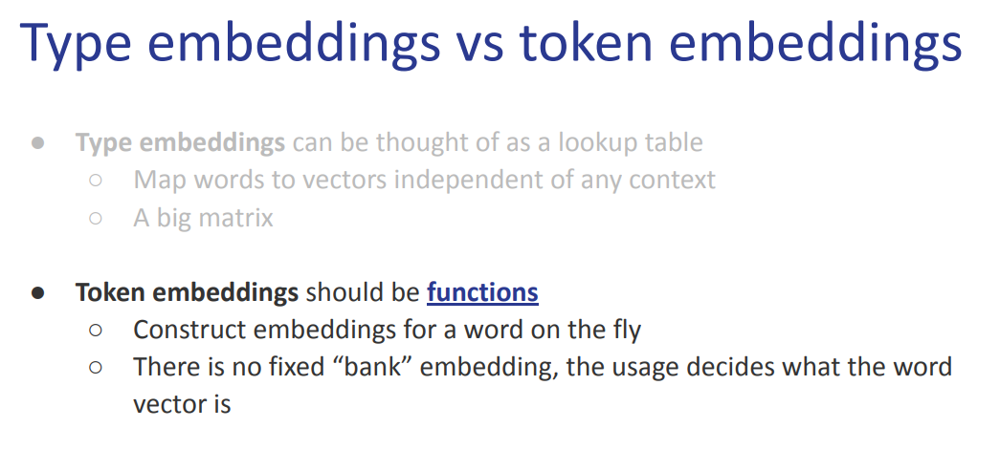 Type embeddings vs token embeddings
● Type embeddings can be thought of as a lookup table
○ Map words to vectors independent of any context
○ A big matrix
● Token embeddings should be functions
○ Construct embeddings for a word on the fly
○ There is no fixed “bank” embedding, the usage decides what the word
vector is